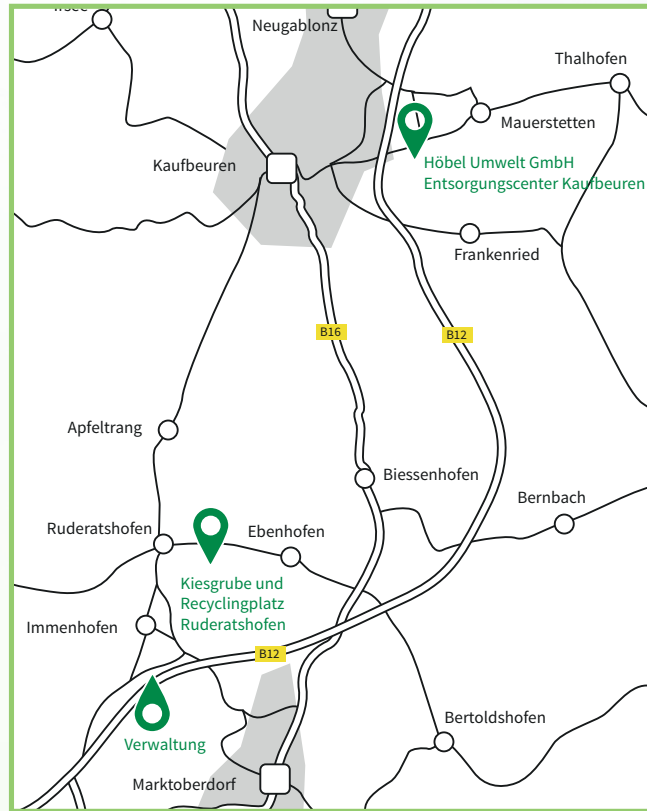 Irsee
Neugablonz
Thalhofen
Mauerstetten
Kaufbeuren
Höbel Umwelt GmbH
Entsorgungscenter Kaufbeuren
Frankenried
B16
B12
Apfeltrang
Biessenhofen
Bernbach
Ruderatshofen
Ebenhofen
Kiesgrube und
Recyclingplatz
Ruderatshofen
Immenhofen
B12
Bertoldshofen
Verwaltung
Marktoberdorf